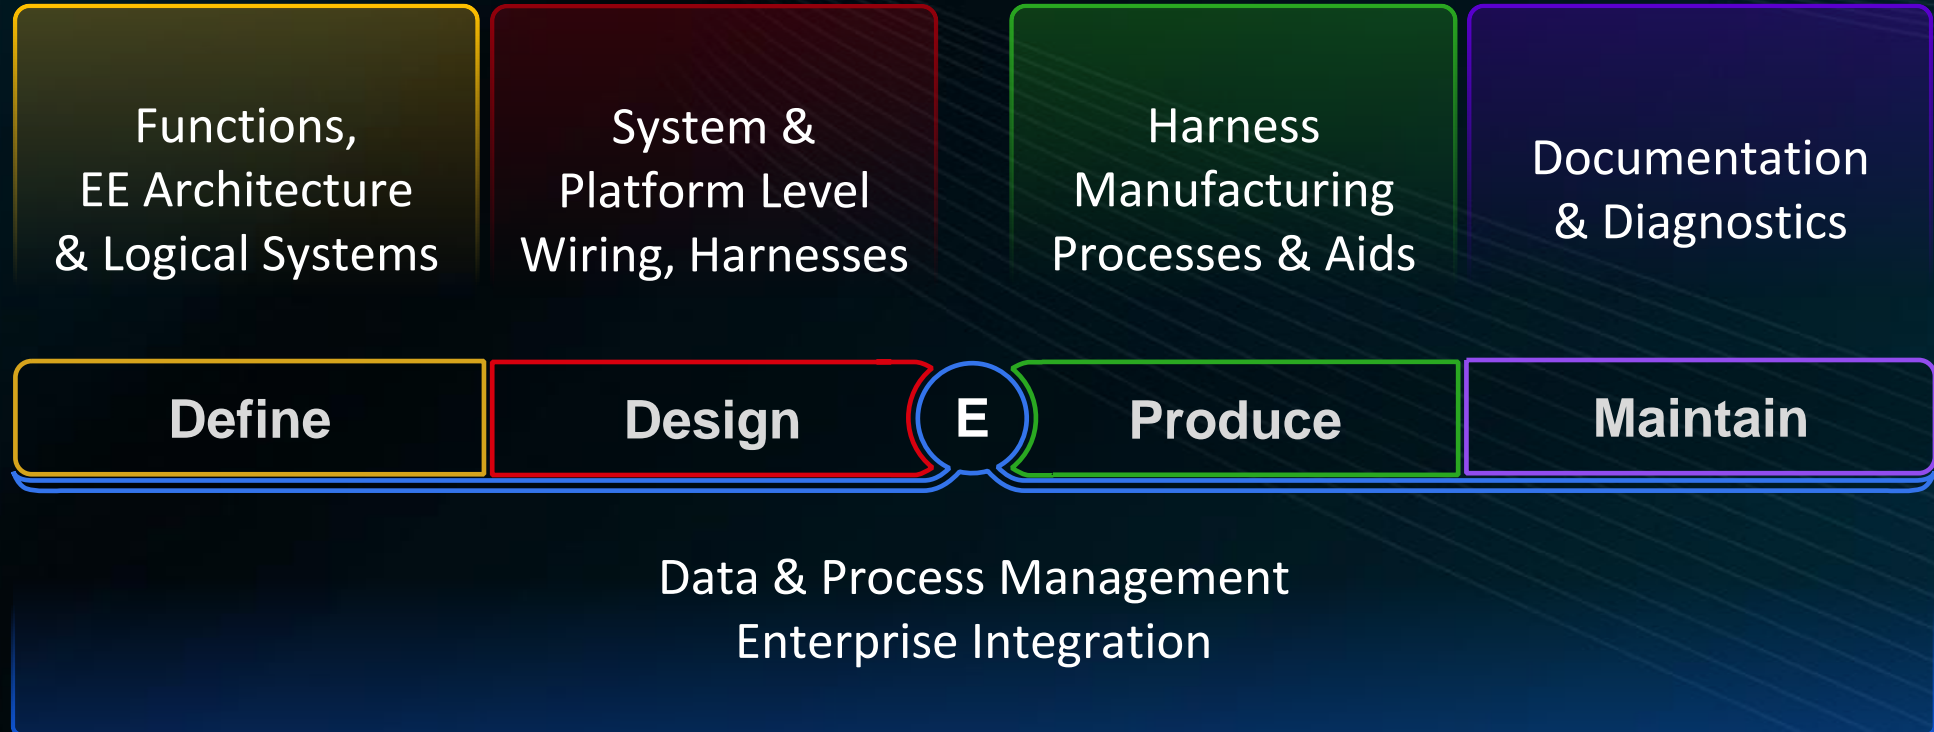 Functions,
EE Architecture
& Logical Systems
System &
Platform Level
Wiring, Harnesses
Harness
Manufacturing
Processes & Aids
Documentation
& Diagnostics
Define
Design
E
Produce
Maintain
Data & Process Management
Enterprise Integration